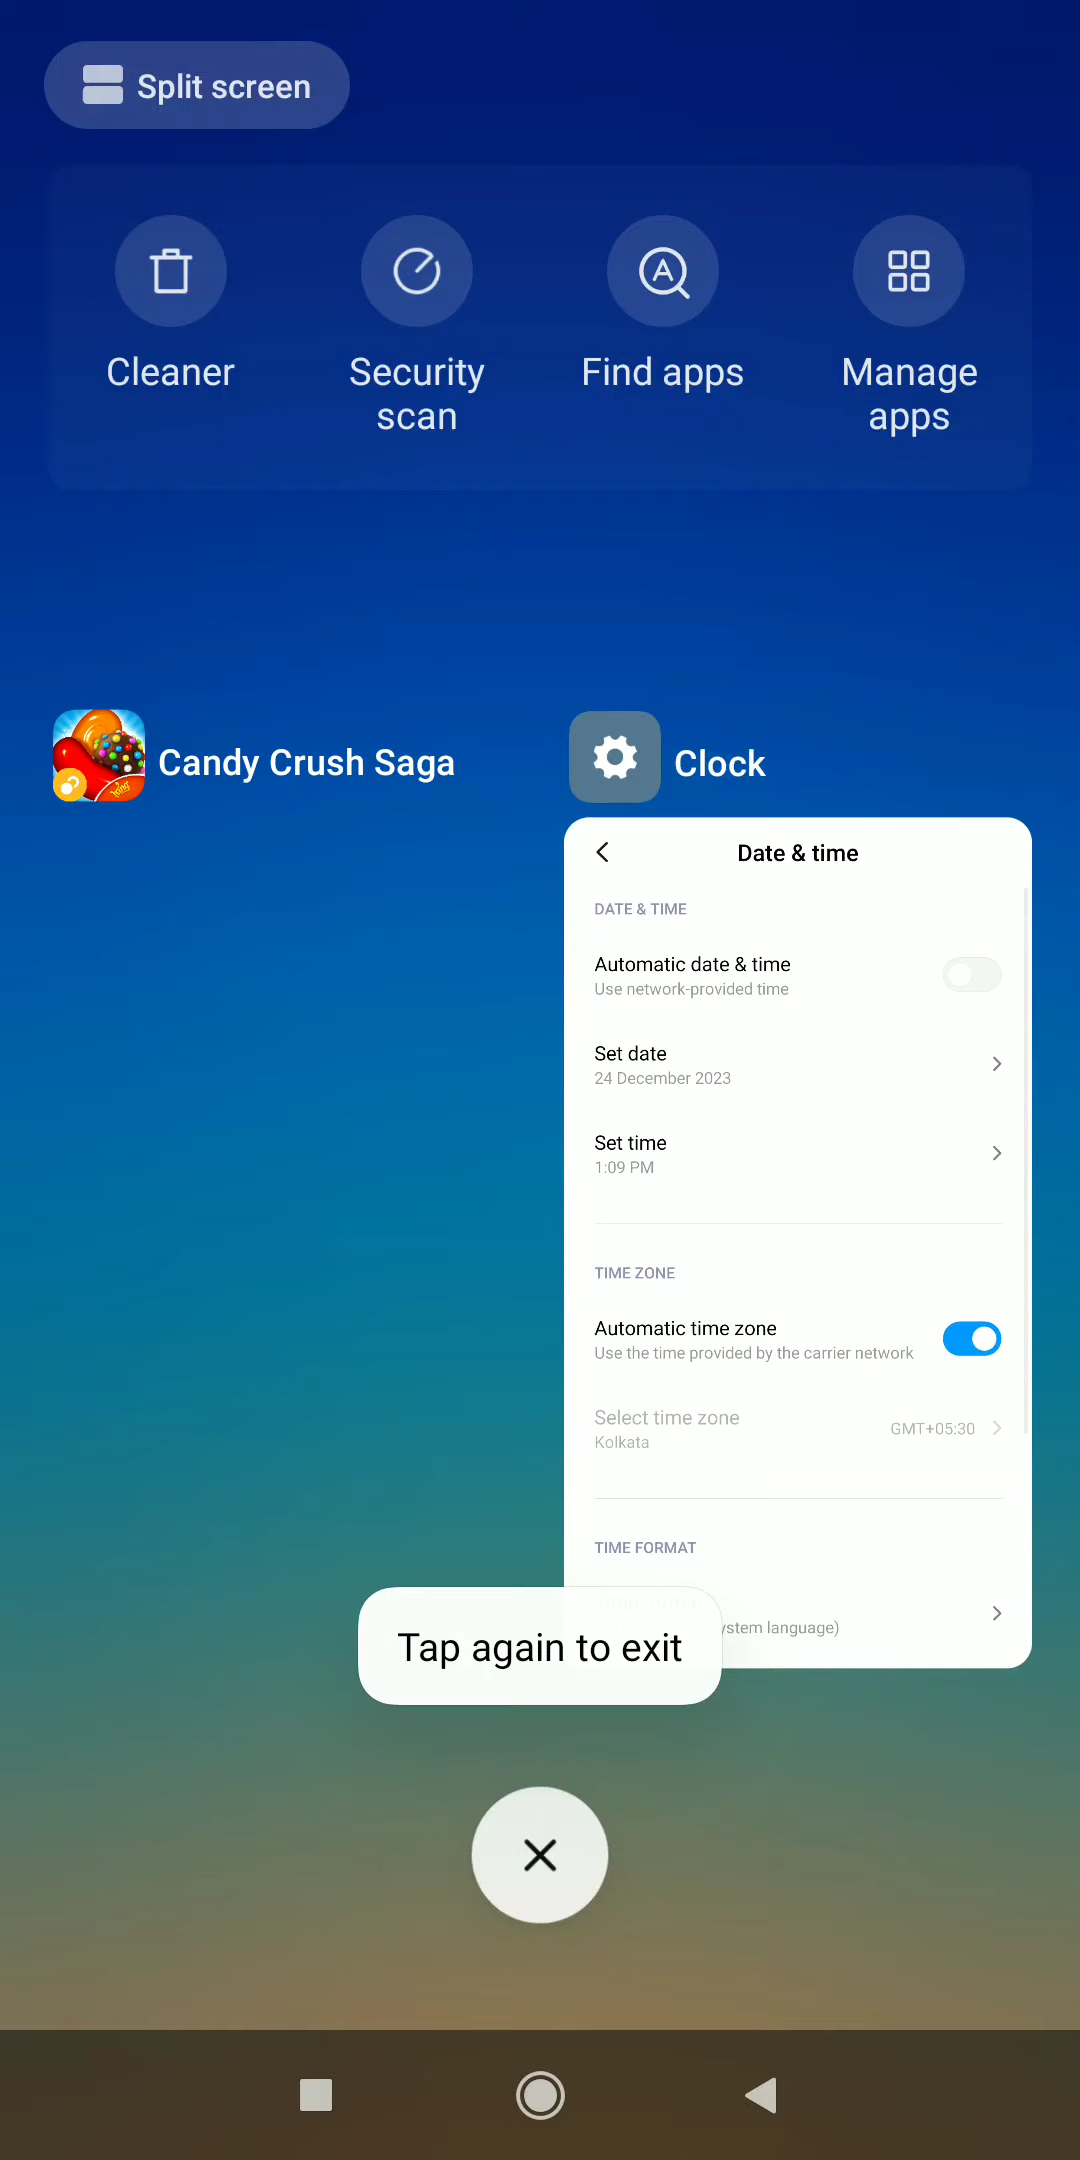 Split screen
Cleaner
Security
scan
Find apps
Manage
apps
Candy Crush Saga
Clock
Date & time
DATE & TIME
Automatic date & time
Use network-provided time
Set date
24 December 2023
Set time
1:09 PM
TIME ZONE
Automatic time zone
Use the time provided by the carrier network
Select time zone
Kolkata
GMT+05:30
TIME FORMAT
ystem language)
Tap again to exit